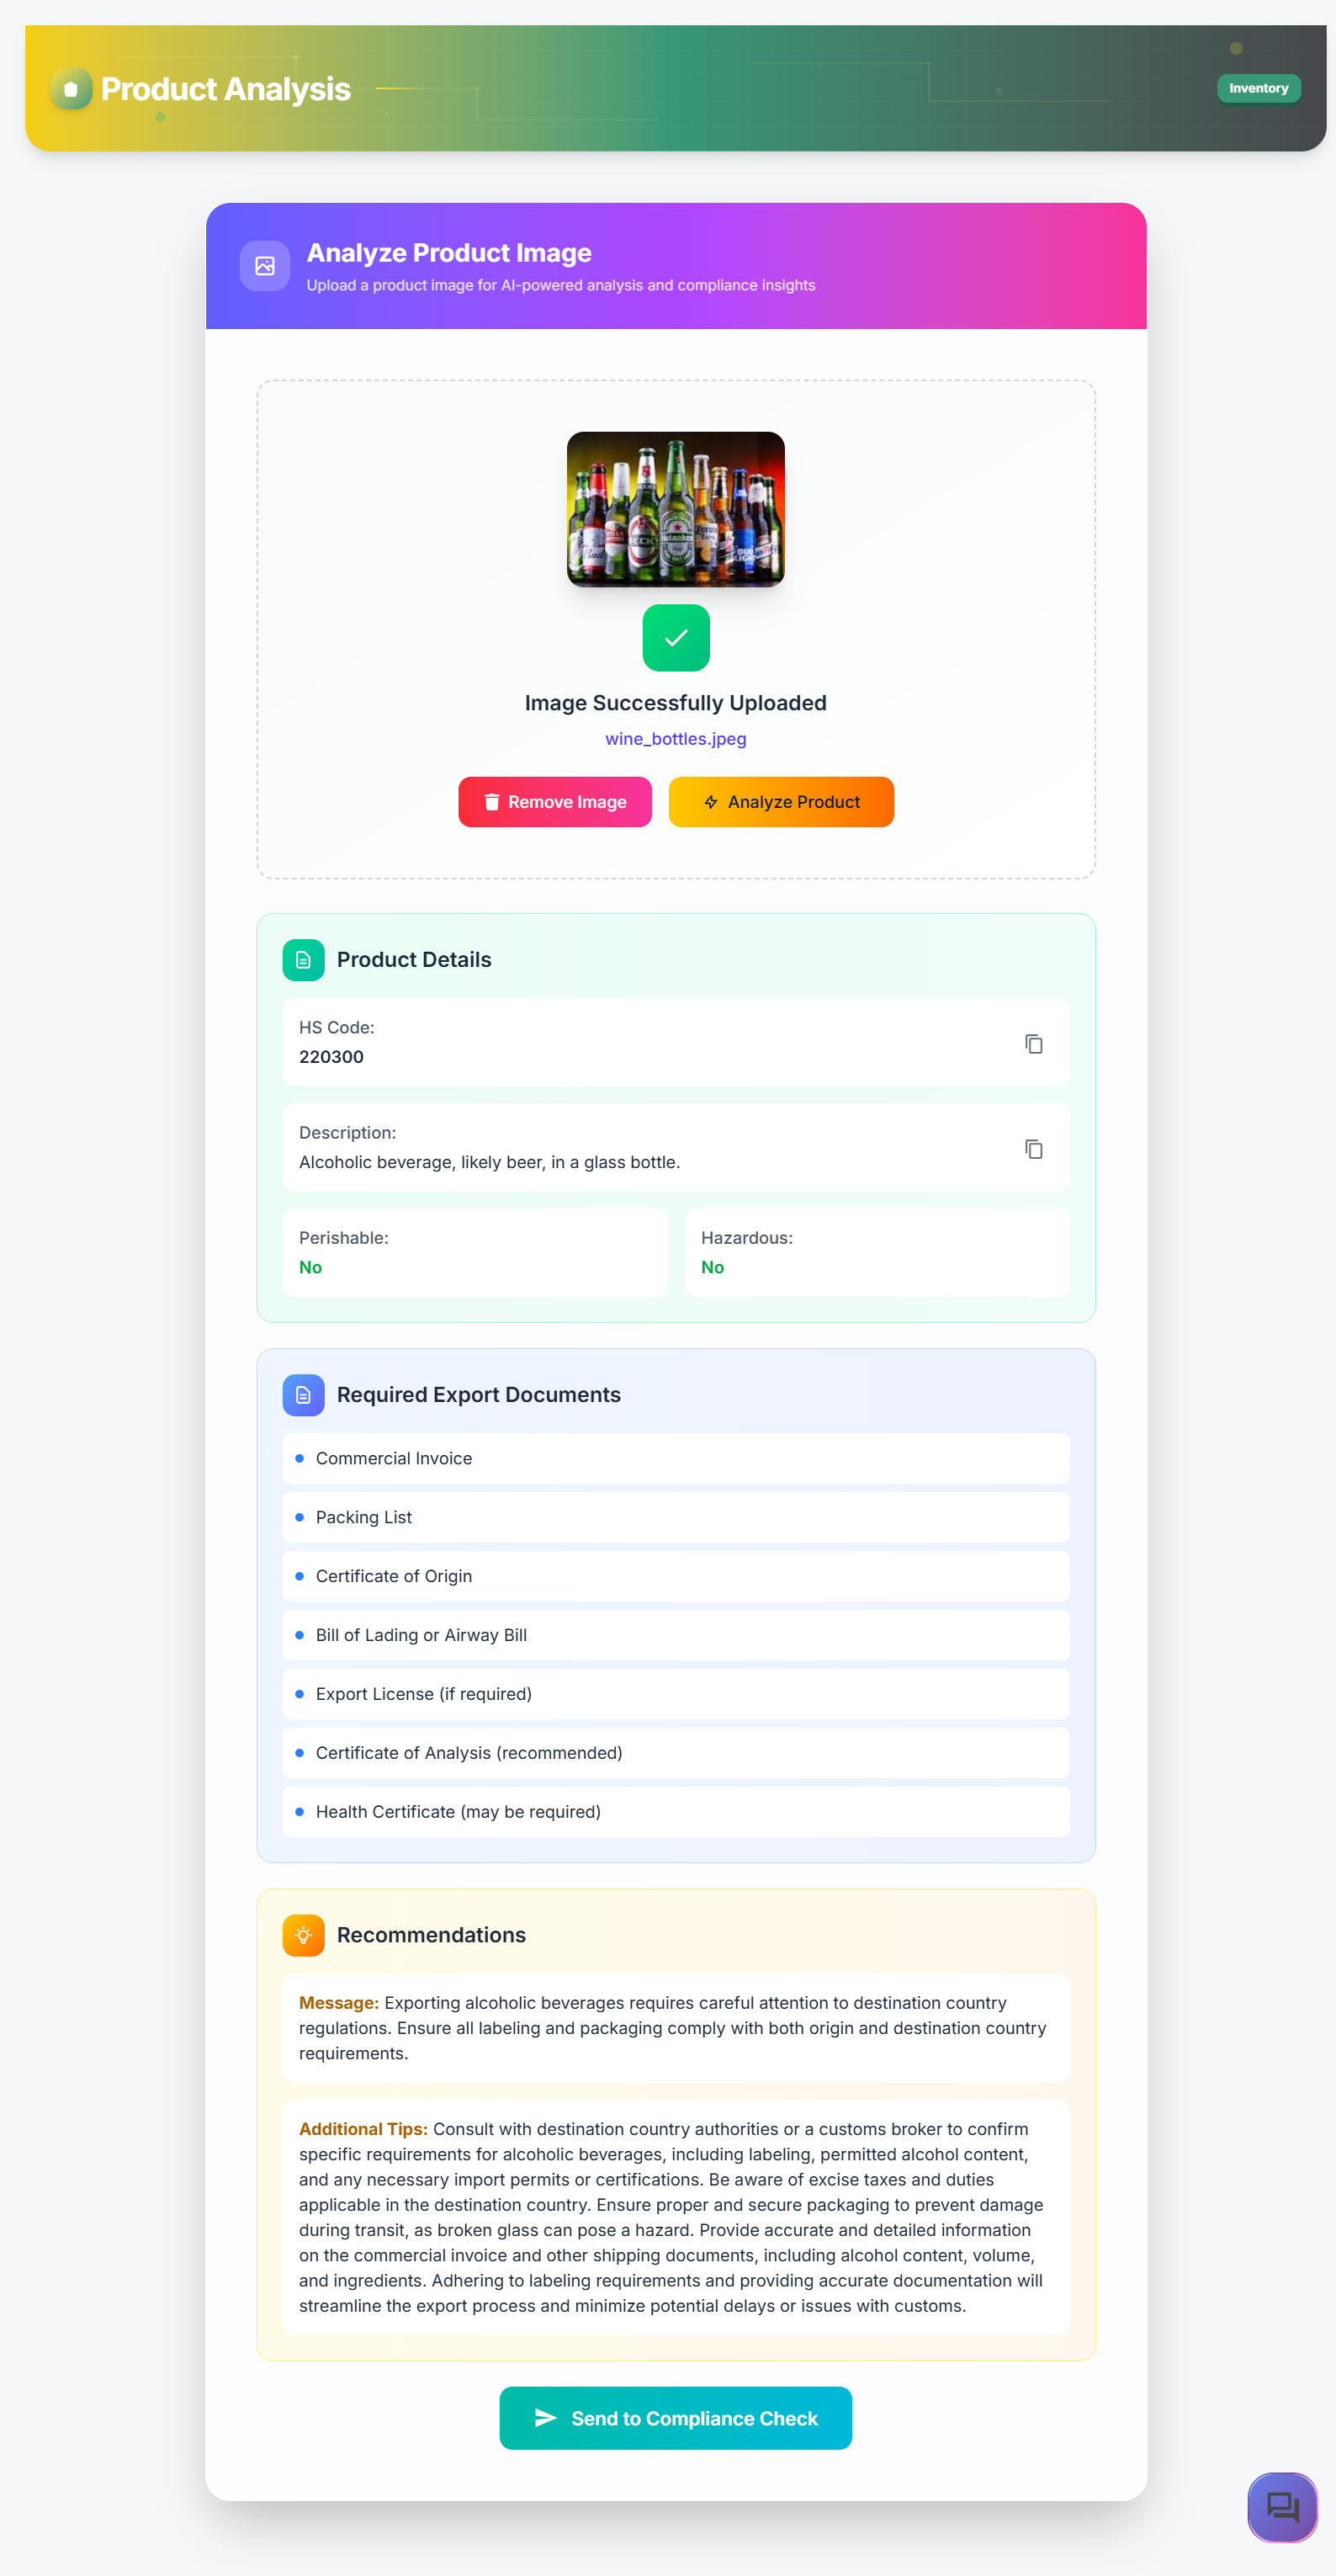 Product Analysis
Inventory
Analyze Product Image
Upload a product image for AI-powered analysis and compliance insights
Bud
BECK'S
Heineken
Corona
Extra
BUD
LIGHT
Image Successfully Uploaded
wine_bottles.jpeg
Remove Image
Analyze Product
Product Details
HS Code:
220300
Description:
Alcoholic beverage, likely beer, in a glass bottle.
Perishable:
No
Hazardous:
No
Required Export Documents
Commercial Invoice
Packing List
Certificate of Origin
Bill of Lading or Airway Bill
Export License (if required)
Certificate of Analysis (recommended)
Health Certificate (may be required)
Recommendations
Message: Exporting alcoholic beverages requires careful attention to destination country
regulations. Ensure all labeling and packaging comply with both origin and destination country
requirements.
Additional Tips: Consult with destination country authorities or a customs broker to confirm
specific requirements for alcoholic beverages, including labeling, permitted alcohol content,
and any necessary import permits or certifications. Be aware of excise taxes and duties
applicable in the destination country. Ensure proper and secure packaging to prevent damage
during transit, as broken glass can pose a hazard. Provide accurate and detailed information
on the commercial invoice and other shipping documents, including alcohol content, volume,
and ingredients. Adhering to labeling requirements and providing accurate documentation will
streamline the export process and minimize potential delays or issues with customs.
Send to Compliance Check